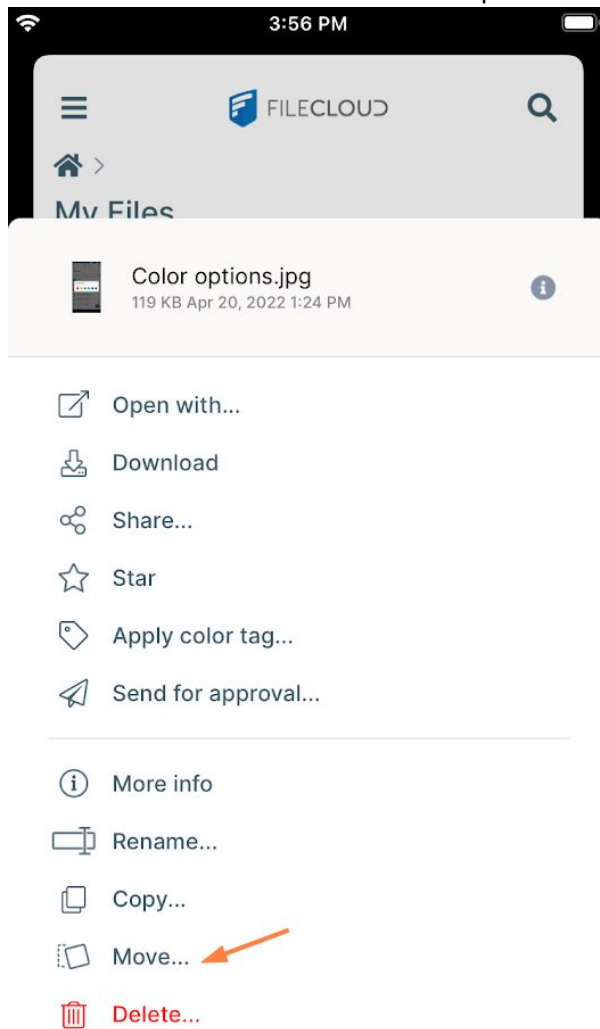 3:56 PM
FILECLOUD
My Files
Color options.jpg
119 KB Apr 20, 2022 1:24 PM
Open with...
Download
Share...
Star
Apply color tag...
Send for approval...
More info
Rename...
Copy...
Move...
Delete...